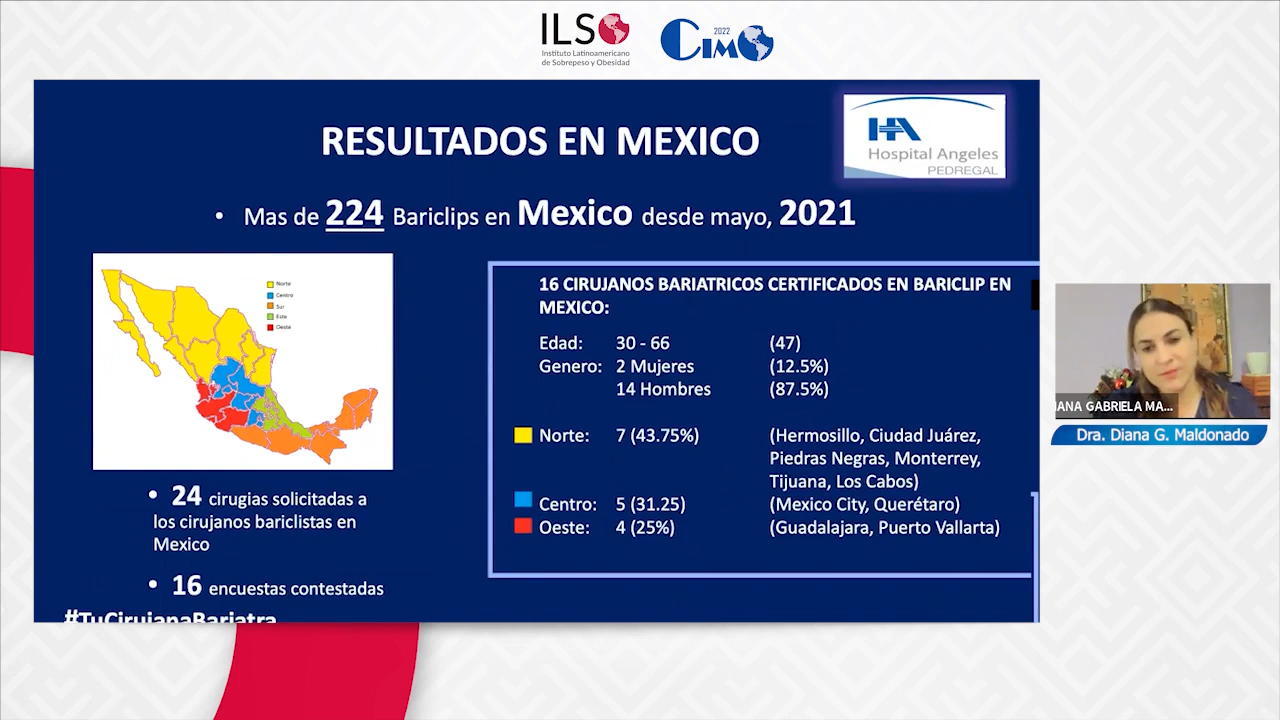 ILSO
Instituto Latinoamericano
de Sobrepeso y Obesidad
2022
CIMO
RESULTADOS EN MEXICO
HA
Hospital Angeles
PEDREGAL
• Mas de 224 Bariclips en Mexico desde mayo, 2021
Norte
Centro
Sur
Este
Oeste
• 24 cirugias solicitadas a
los cirujanos bariclistas en
Mexico
• 16 encuestas contestadas
#TuCirujanaBariatra
16 CIRUJANOS BARIATRICOS CERTIFICADOS EN BARICLIP EN
MEXICO:
Edad: 30 - 66 (47)
Genero: 2 Mujeres (12.5%)
14 Hombres (87.5%)
Norte: 7 (43.75%) (Hermosillo, Ciudad Juárez,
Piedras Negras, Monterrey,
Tijuana, Los Cabos)
Centro: 5 (31.25) (Mexico City, Querétaro)
Oeste: 4 (25%) (Guadalajara, Puerto Vallarta)
IANA GABRIELA MA...
Dra. Diana G. Maldonado